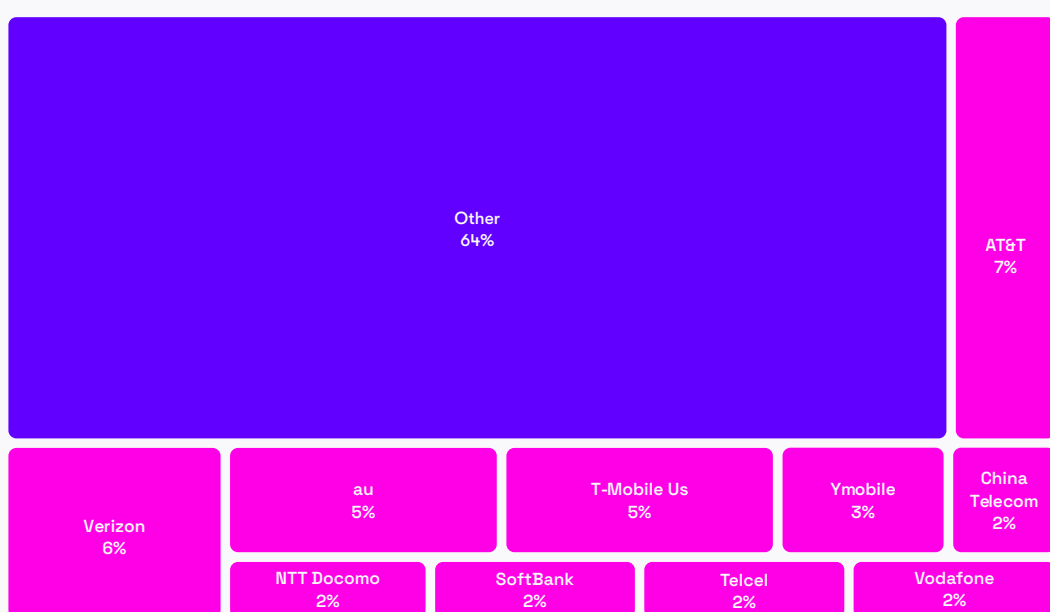 Other
64%
AT&T
7%
Verizon
6%
au
5%
T-Mobile Us
5%
Ymobile
3%
China
Telecom
2%
NTT Docomo
2%
SoftBank
2%
Telcel
2%
Vodafone
2%